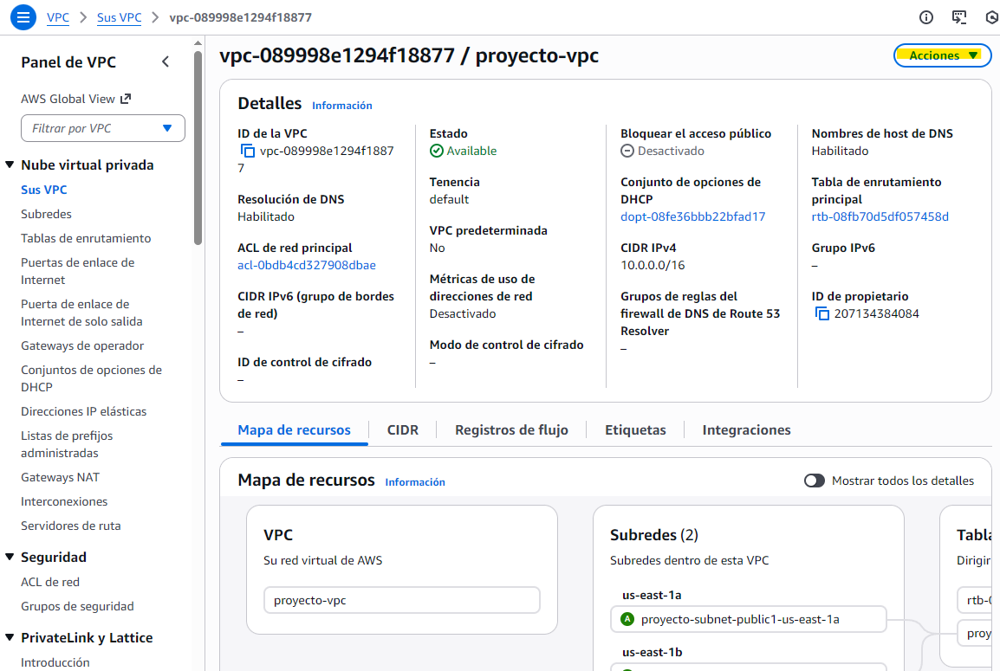 VPC > Sus VPC > vpc-089998e1294f18877
Panel de VPC
AWS Global View
Filtrar por VPC
Nube virtual privada
Sus VPC
Subredes
Tablas de enrutamiento
Puertas de enlace de
Internet
Puerta de enlace de
Internet de solo salida
Gateways de operador
Conjuntos de opciones de
DHCP
Direcciones IP elásticas
Listas de prefijos
administradas
Gateways NAT
Interconexiones
Servidores de ruta
Seguridad
ACL de red
Grupos de seguridad
PrivateLink y Lattice
Introducción
vpc-089998e1294f18877 / proyecto-vpc
Acciones
Detalles Información
ID de la VPC
vpc-089998e1294f1887
7
Resolución de DNS
Habilitado
ACL de red principal
acl-0bdb4cd327908dbae
CIDR IPv6 (grupo de bordes
de red)
–
ID de control de cifrado
–
Estado
Available
Tenencia
default
VPC predeterminada
No
Métricas de uso de
direcciones de red
Desactivado
Modo de control de cifrado
–
Bloquear el acceso público
Desactivado
Conjunto de opciones de
DHCP
dopt-08fe36bbb22bfad17
CIDR IPv4
10.0.0.0/16
Grupos de reglas del
firewall de DNS de Route 53
Resolver
–
Nombres de host de DNS
Habilitado
Tabla de enrutamiento
principal
rtb-08fb70d5df057458d
Grupo IPv6
–
ID de propietario
207134384084
Mapa de recursos
CIDR
Registros de flujo
Etiquetas
Integraciones
Mapa de recursos Información
Mostrar todos los detalles
VPC
Su red virtual de AWS
proyecto-vpc
Subredes (2)
Subredes dentro de esta VPC
us-east-1a
A proyecto-subnet-public1-us-east-1a
us-east-1b